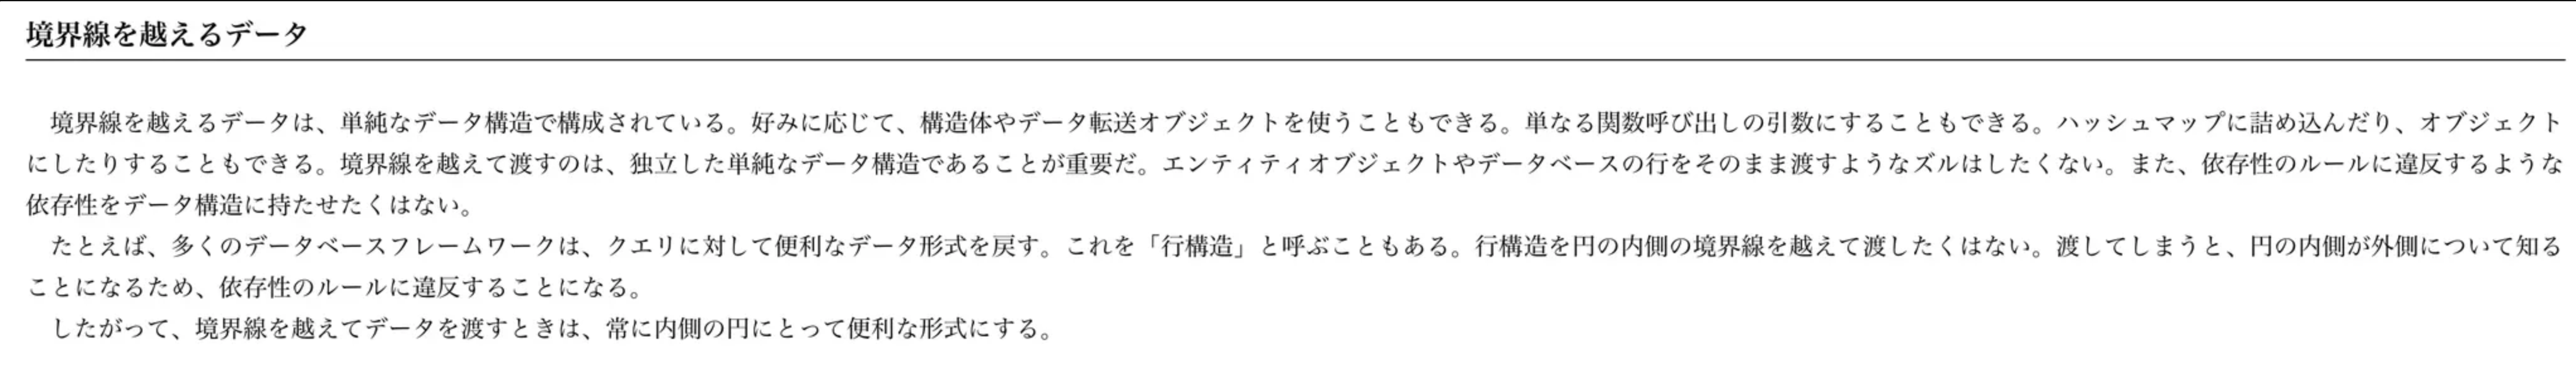 境界線を越えるデータ
境界線を越えるデータは、単純なデータ構造で構成されている。好みに応じて、構造体やデータ転送オブジェクトを使うこともできる。単なる関数呼び出しの引数にすることもできる。ハッシュマップに詰め込んだり、オブジェクト
にしたりすることもできる。境界線を越えて渡すのは、独立した単純なデータ構造であることが重要だ。エンティティオブジェクトやデータベースの行をそのまま渡すようなズルはしたくない。また、依存性のルールに違反するような
依存性をデータ構造に持たせたくはない。
たとえば、多くのデータベースフレームワークは、クエリに対して便利なデータ形式を戻す。これを「行構造」と呼ぶこともある。行構造を円の内側の境界線を越えて渡したくはない。渡してしまうと、円の内側が外側について知る
ことになるため、依存性のルールに違反することになる。
したがって、境界線を越えてデータを渡すときは、常に内側の円にとって便利な形式にする。